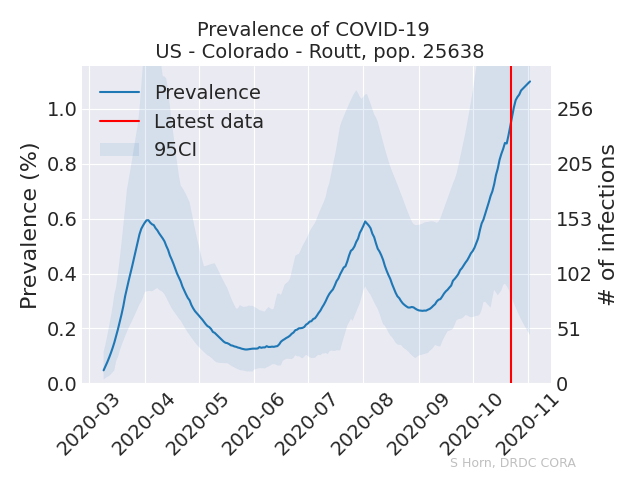 Prevalence of COVID-19
US - Colorado - Routt, pop. 25638
Prevalence
Latest data
95CI
Prevalence (%)
1.0
0.8
0.6
0.4
0.2
0.0
256
205
153
102
51
0
# of infections
2020-03
2020-04
2020-05
2020-06
2020-07
2020-08
2020-09
2020-10
2020-11
S Horn, DRDC CORA